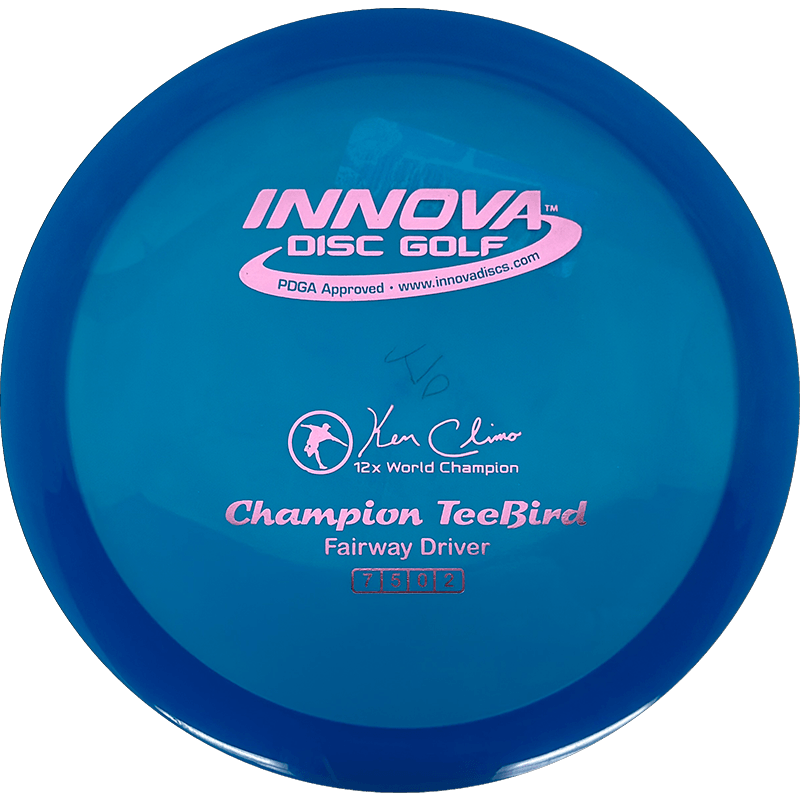 INNOVA™
DISC GOLF
PDGA Approved • www.innovadiscs.com
Ken Climo
12x World Champion
Champion TeeBird
Fairway Driver
7 5 0 2